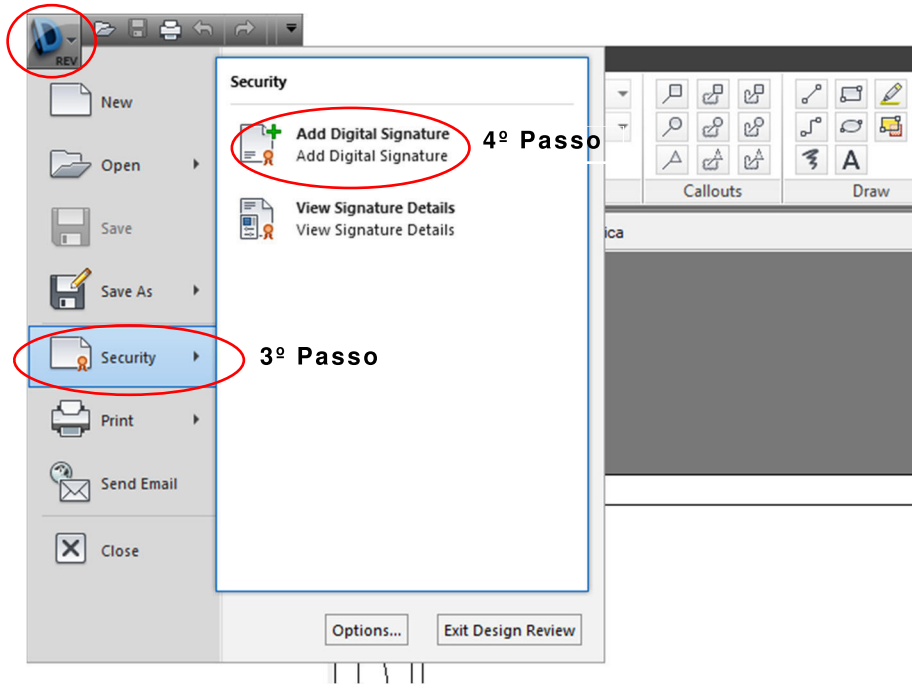 REV
New
Open
Save
Save As
Security
Print
Send Email
Close
Security
Add Digital Signature
Add Digital Signature
View Signature Details
View Signature Details
4º Passo
3º Passo
Options...
Exit Design Review
A
Callouts
Draw
ica